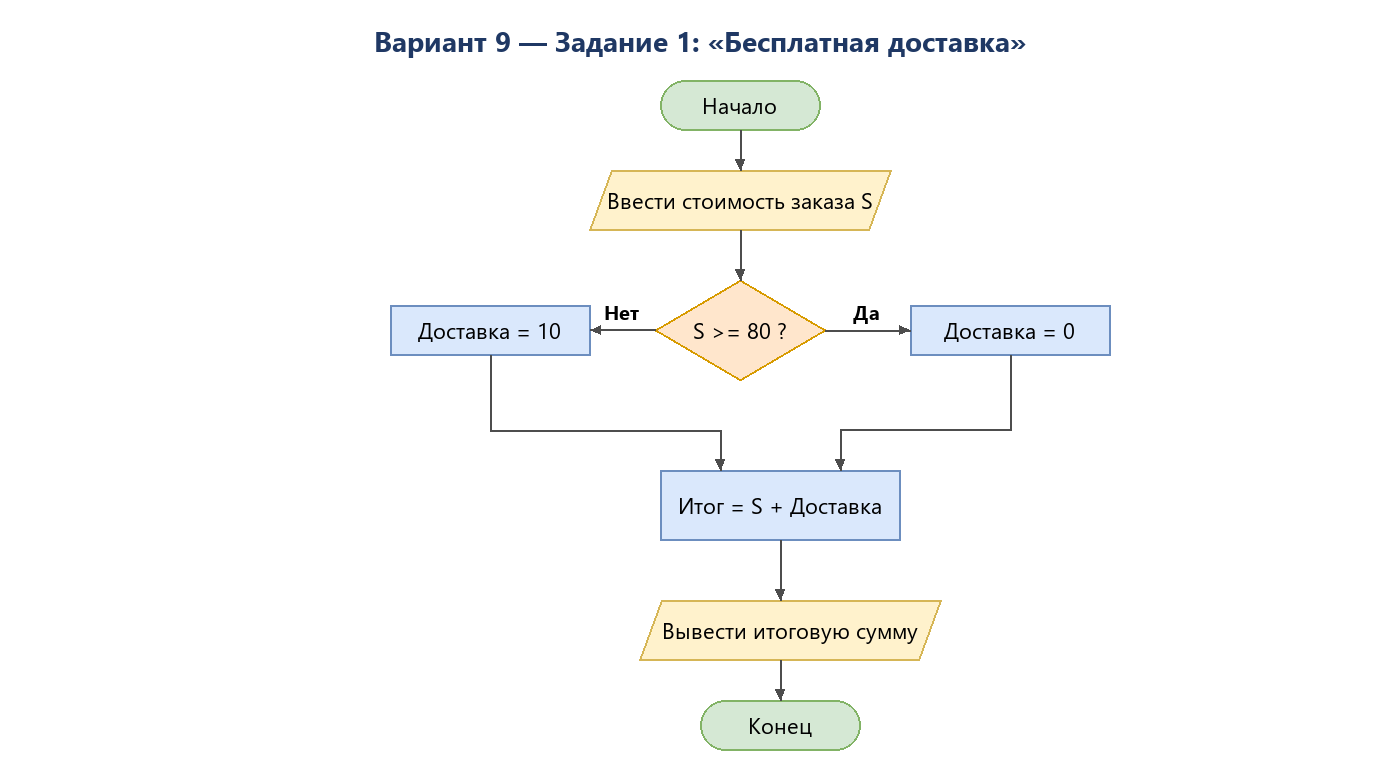 Вариант 9 — Задание 1: «Бесплатная доставка»
Начало
Ввести стоимость заказа S
Нет
Да
Доставка = 10
S >= 80 ?
Доставка = 0
Итог = S + Доставка
Вывести итоговую сумму
Конец